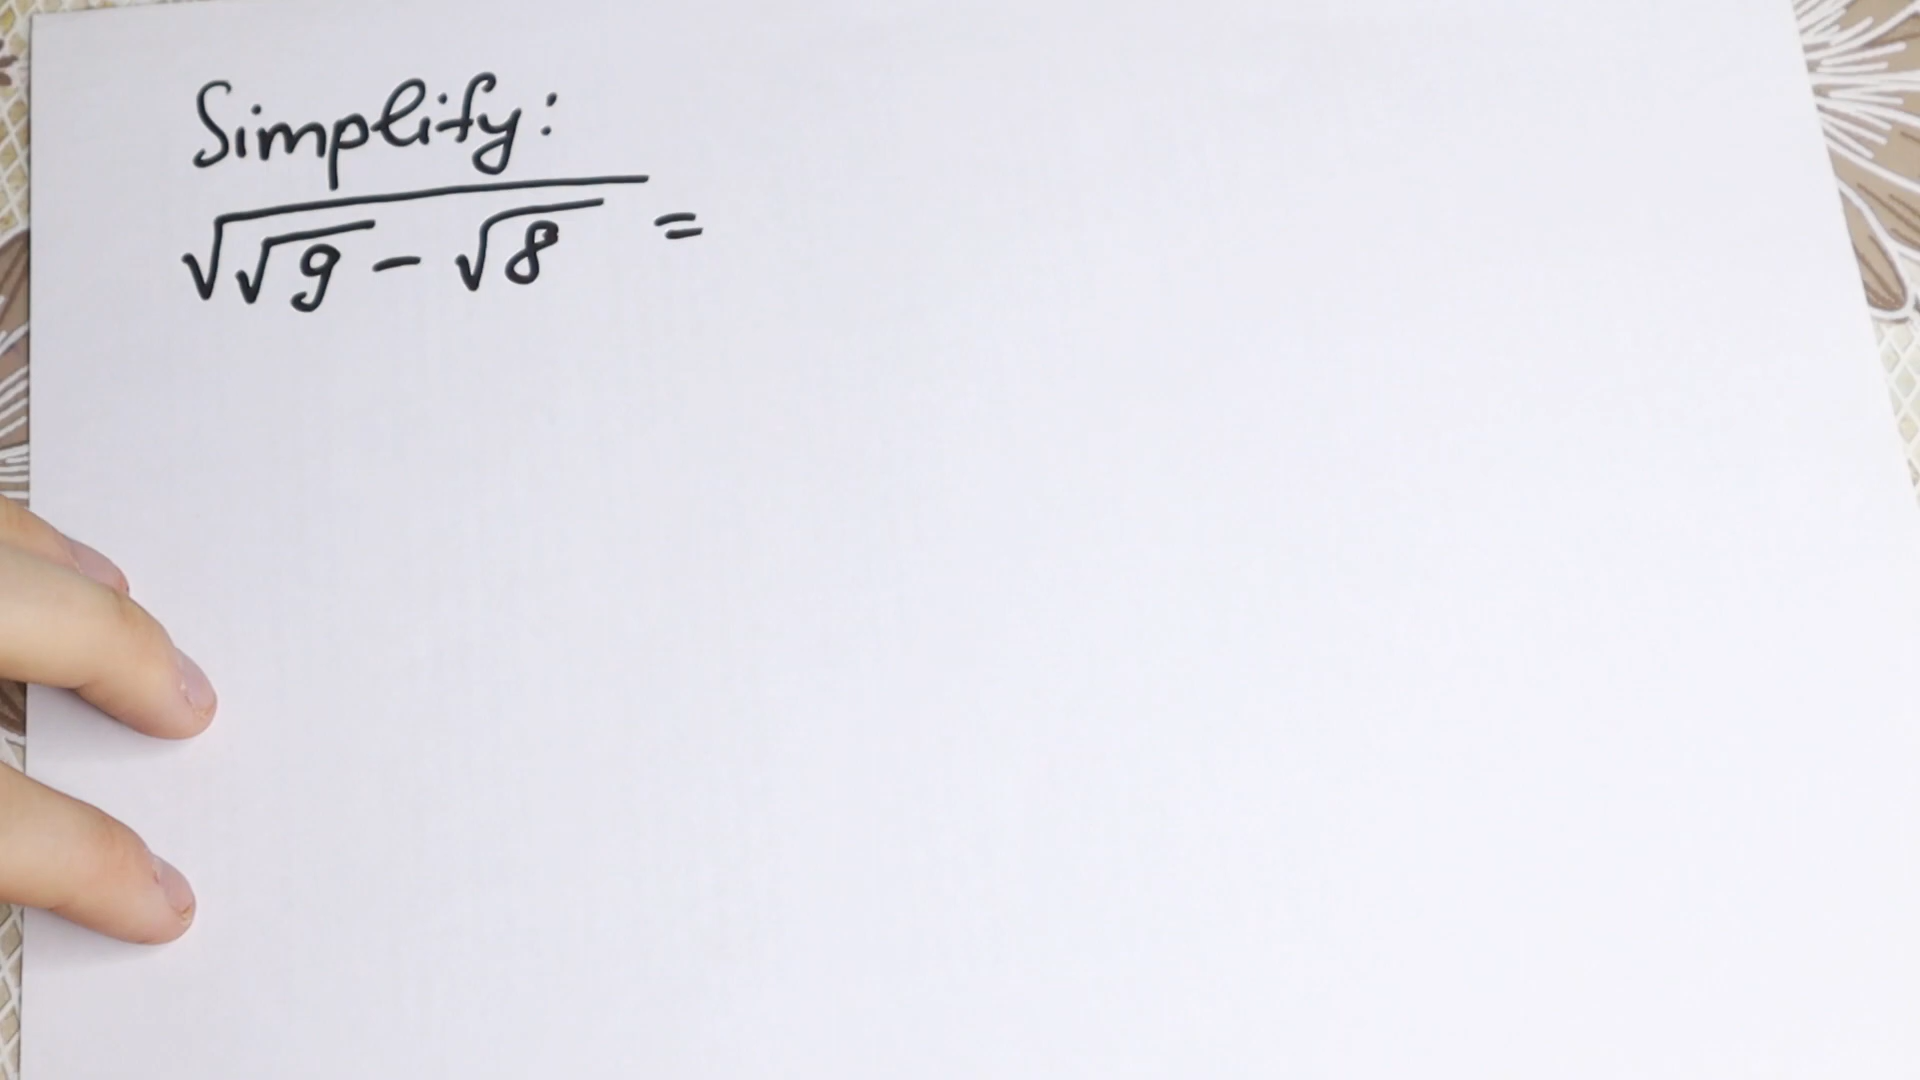 Simplify:
√(√9 - √8) =